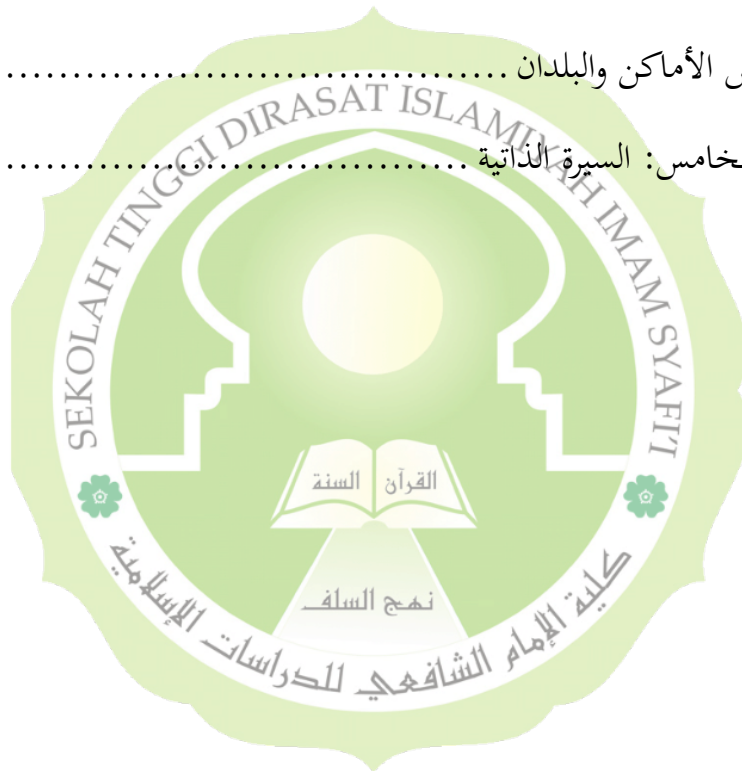 الأماكن والبلدان ......................................
خامس: السيرة الذاتية ...................................
SEKOLAH TINGGI DIRASAT ISLAMIYAH IMAM SYAFI'I
القرآن السنة
نهج السلف
كلية الإمام الشافعي للدراسات الإسلامية